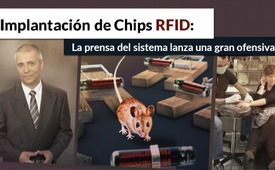 Implantación de Chips RFID:
La prensa del sistema lanza una gran ofensiva